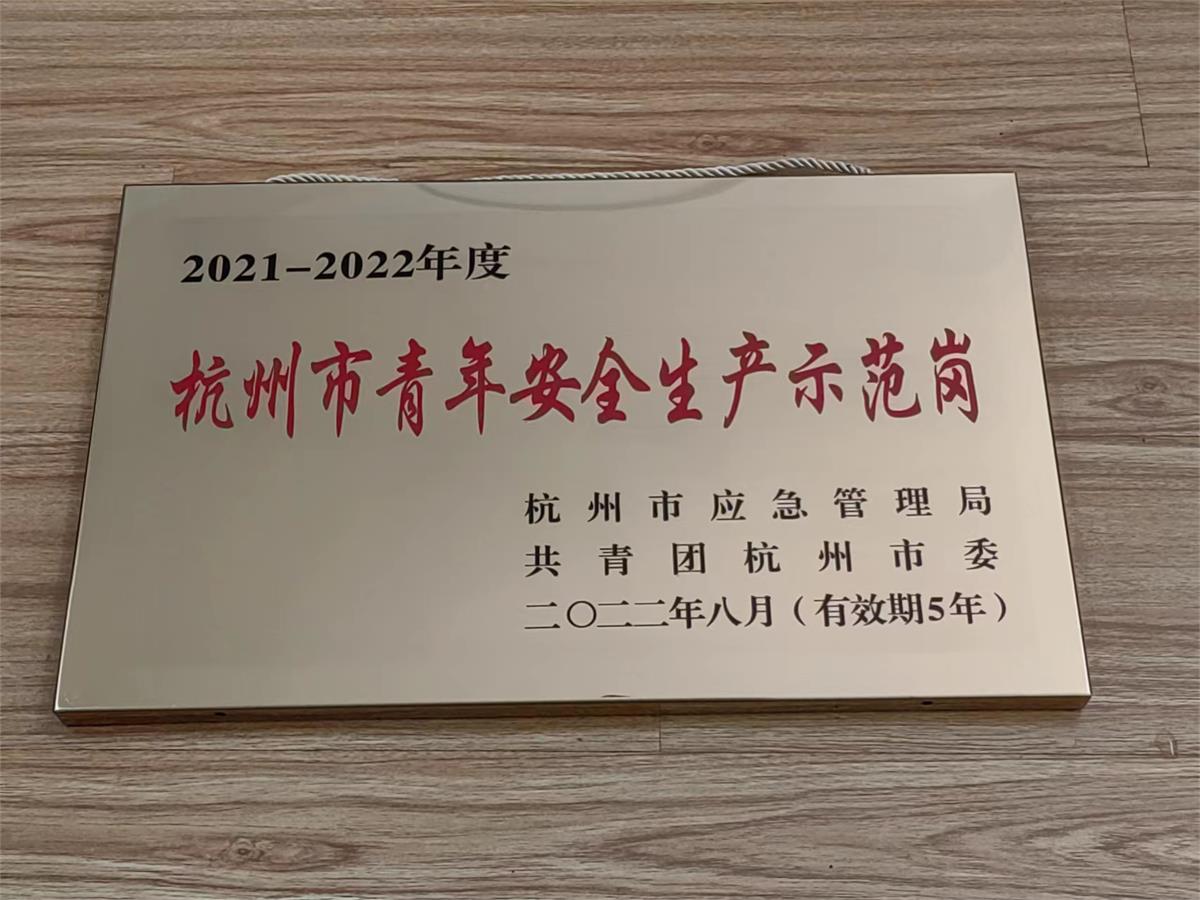 2021-2022年度
杭州市青年安全生产示范岗
杭州市应急管理局
共青团杭州市委
二〇二二年八月（有效期5年）